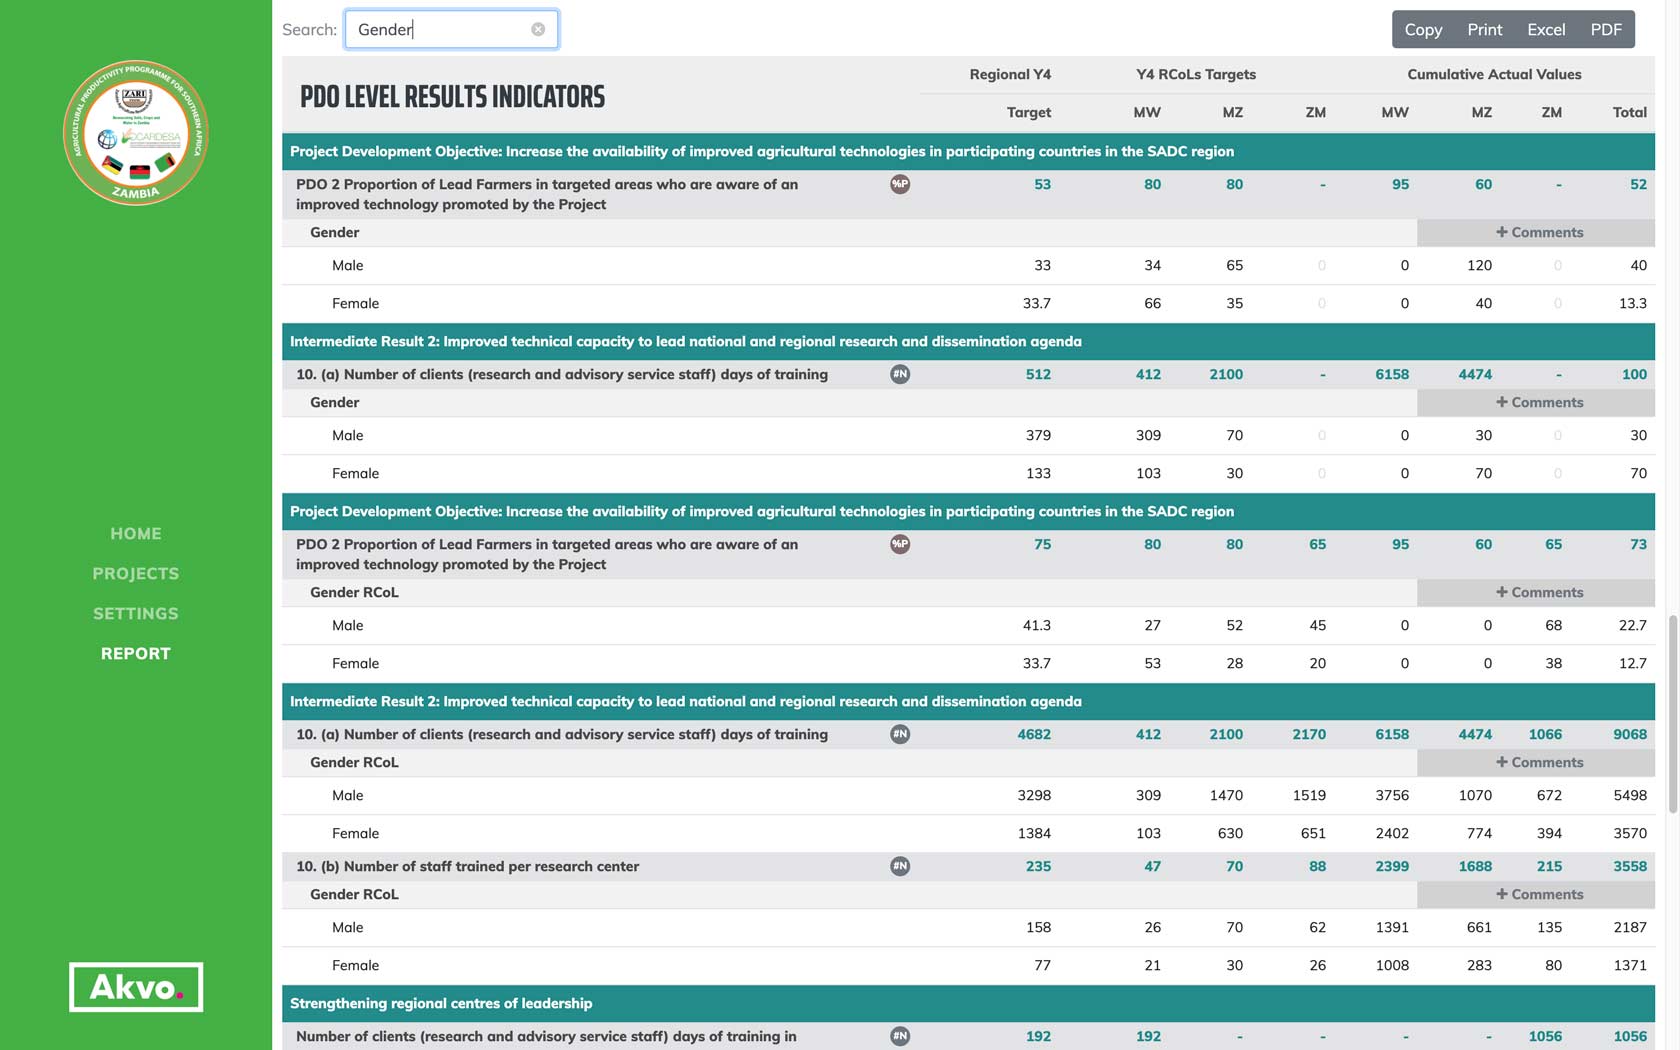 Search: Gender
Copy Print Excel PDF
AGRICULTURAL PRODUCTIVITY PROGRAMME FOR SOUTHERN AFRICA
ZARI
ZAMBIA
HOME
PROJECTS
SETTINGS
REPORT
Akvo.
PDO LEVEL RESULTS INDICATORS
Regional Y4 Y4 RCoLs Targets Cumulative Actual Values
Target MW MZ ZM MW MZ ZM Total
Project Development Objective: Increase the availability of improved agricultural technologies in participating countries in the SADC region
PDO 2 Proportion of Lead Farmers in targeted areas who are aware of an %P 53 80 80 - 95 60 - 52
improved technology promoted by the Project
Gender + Comments
Male 33 34 65 0 0 120 0 40
Female 33.7 66 35 0 0 40 0 13.3
Intermediate Result 2: Improved technical capacity to lead national and regional research and dissemination agenda
10. (a) Number of clients (research and advisory service staff) days of training #N 512 412 2100 - 6158 4474 - 100
Gender + Comments
Male 379 309 70 0 0 30 0 30
Female 133 103 30 0 0 70 0 70
Project Development Objective: Increase the availability of improved agricultural technologies in participating countries in the SADC region
PDO 2 Proportion of Lead Farmers in targeted areas who are aware of an %P 75 80 80 65 95 60 65 73
improved technology promoted by the Project
Gender RCoL + Comments
Male 41.3 27 52 45 0 0 68 22.7
Female 33.7 53 28 20 0 0 38 12.7
Intermediate Result 2: Improved technical capacity to lead national and regional research and dissemination agenda
10. (a) Number of clients (research and advisory service staff) days of training #N 4682 412 2100 2170 6158 4474 1066 9068
Gender RCoL + Comments
Male 3298 309 1470 1519 3756 1070 672 5498
Female 1384 103 630 651 2402 774 394 3570
10. (b) Number of staff trained per research center #N 235 47 70 88 2399 1688 215 3558
Gender RCoL + Comments
Male 158 26 70 62 1391 661 135 2187
Female 77 21 30 26 1008 283 80 1371
Strengthening regional centres of leadership
Number of clients (research and advisory service staff) days of training in #N 192 192 - - - - 1056 1056